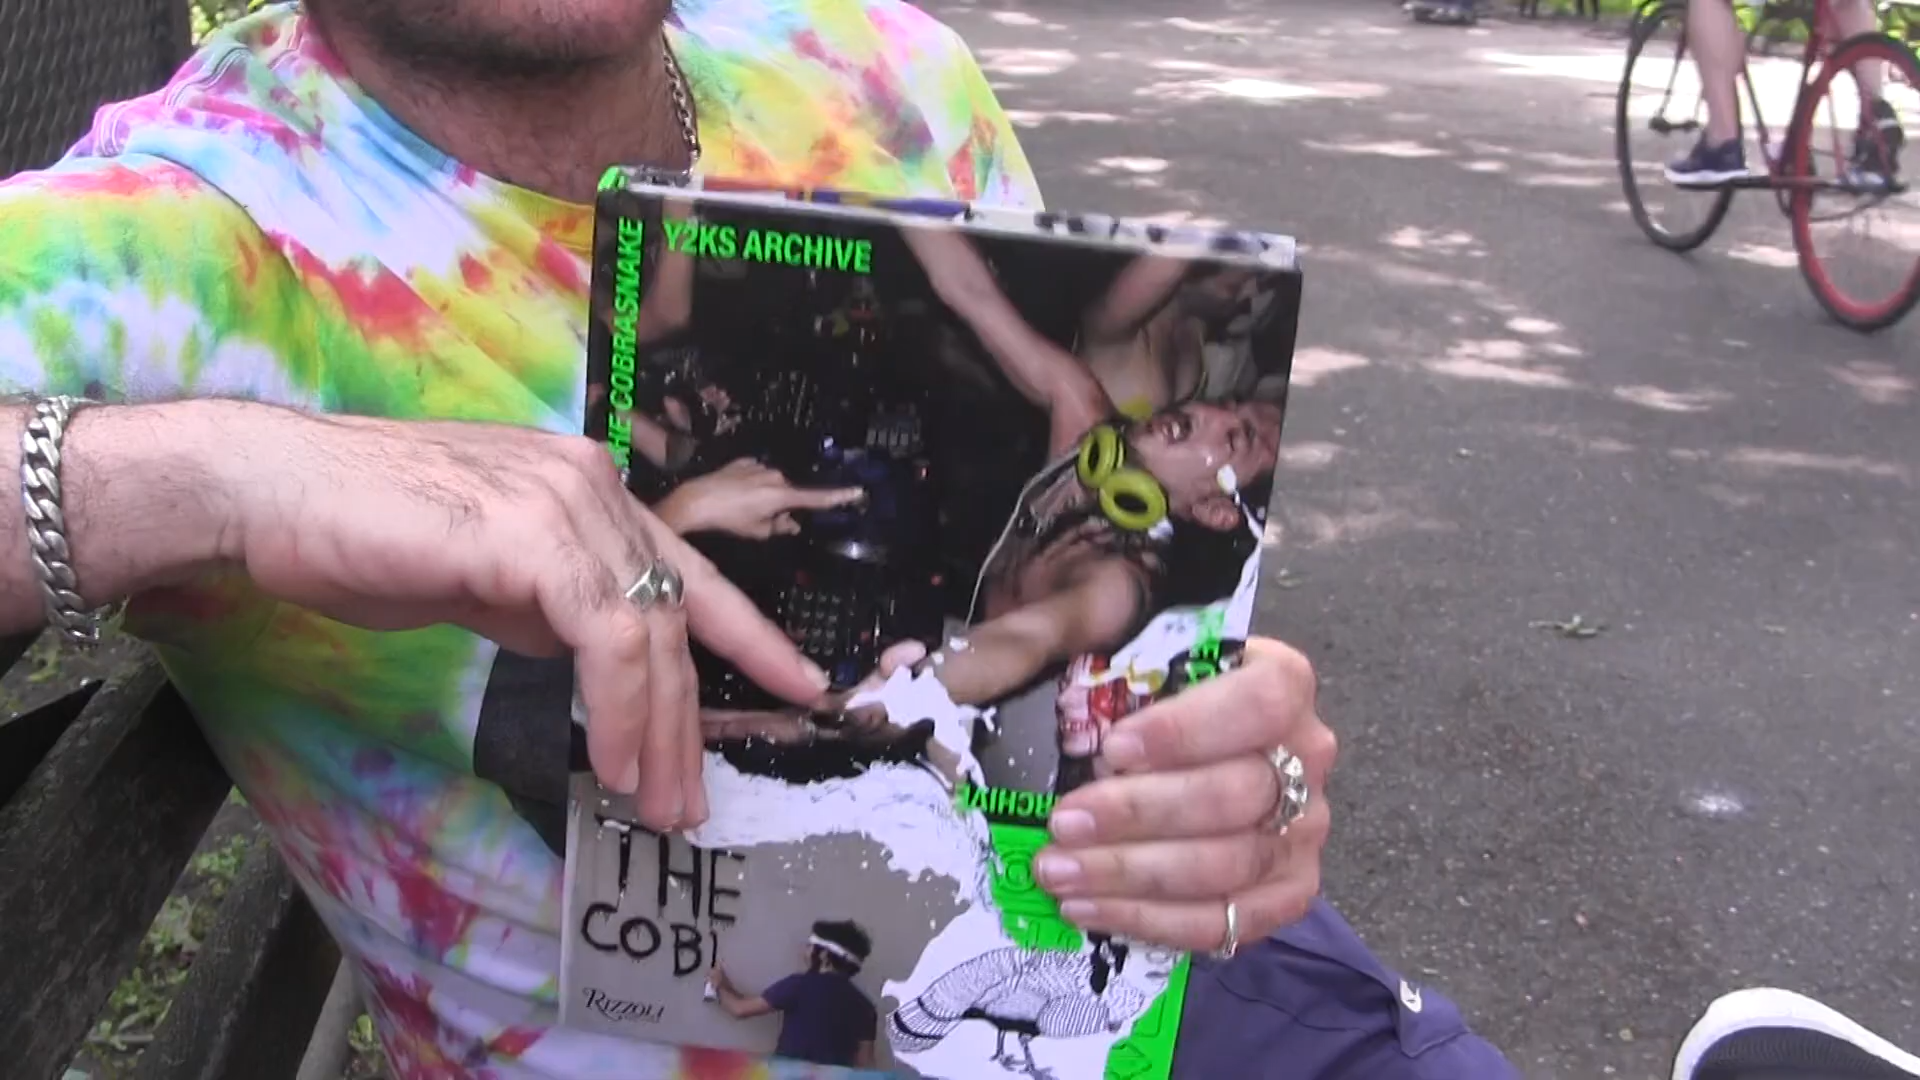 Y2KS ARCHIVE
THE COBRASNAKE
ARCHIVE
THE
COB
RIZZOLI